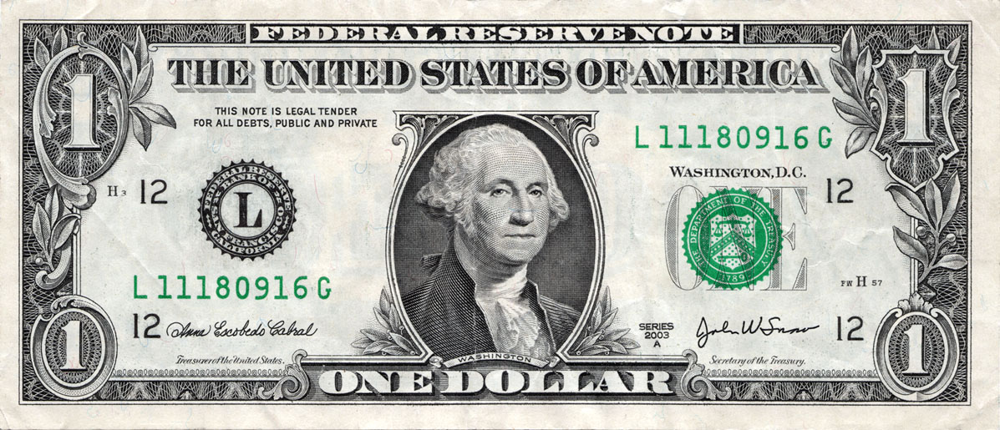 FEDERAL RESERVE NOTE
THE UNITED STATES OF AMERICA
1
1
THIS NOTE IS LEGAL TENDER
FOR ALL DEBTS, PUBLIC AND PRIVATE
L 11180916 G
WASHINGTON, D.C.
H 3
12
12
FEDERAL RESERVE BANK OF SAN FRANCISCO CALIFORNIA
L
ONE
THE DEPARTMENT OF THE TREASURY
1789
L 11180916 G
FW H 57
12
Anna Escobedo Cabral
SERIES
2003
A
John W Snow
12
Treasurer of the United States.
WASHINGTON
Secretary of the Treasury.
1
ONE DOLLAR
1